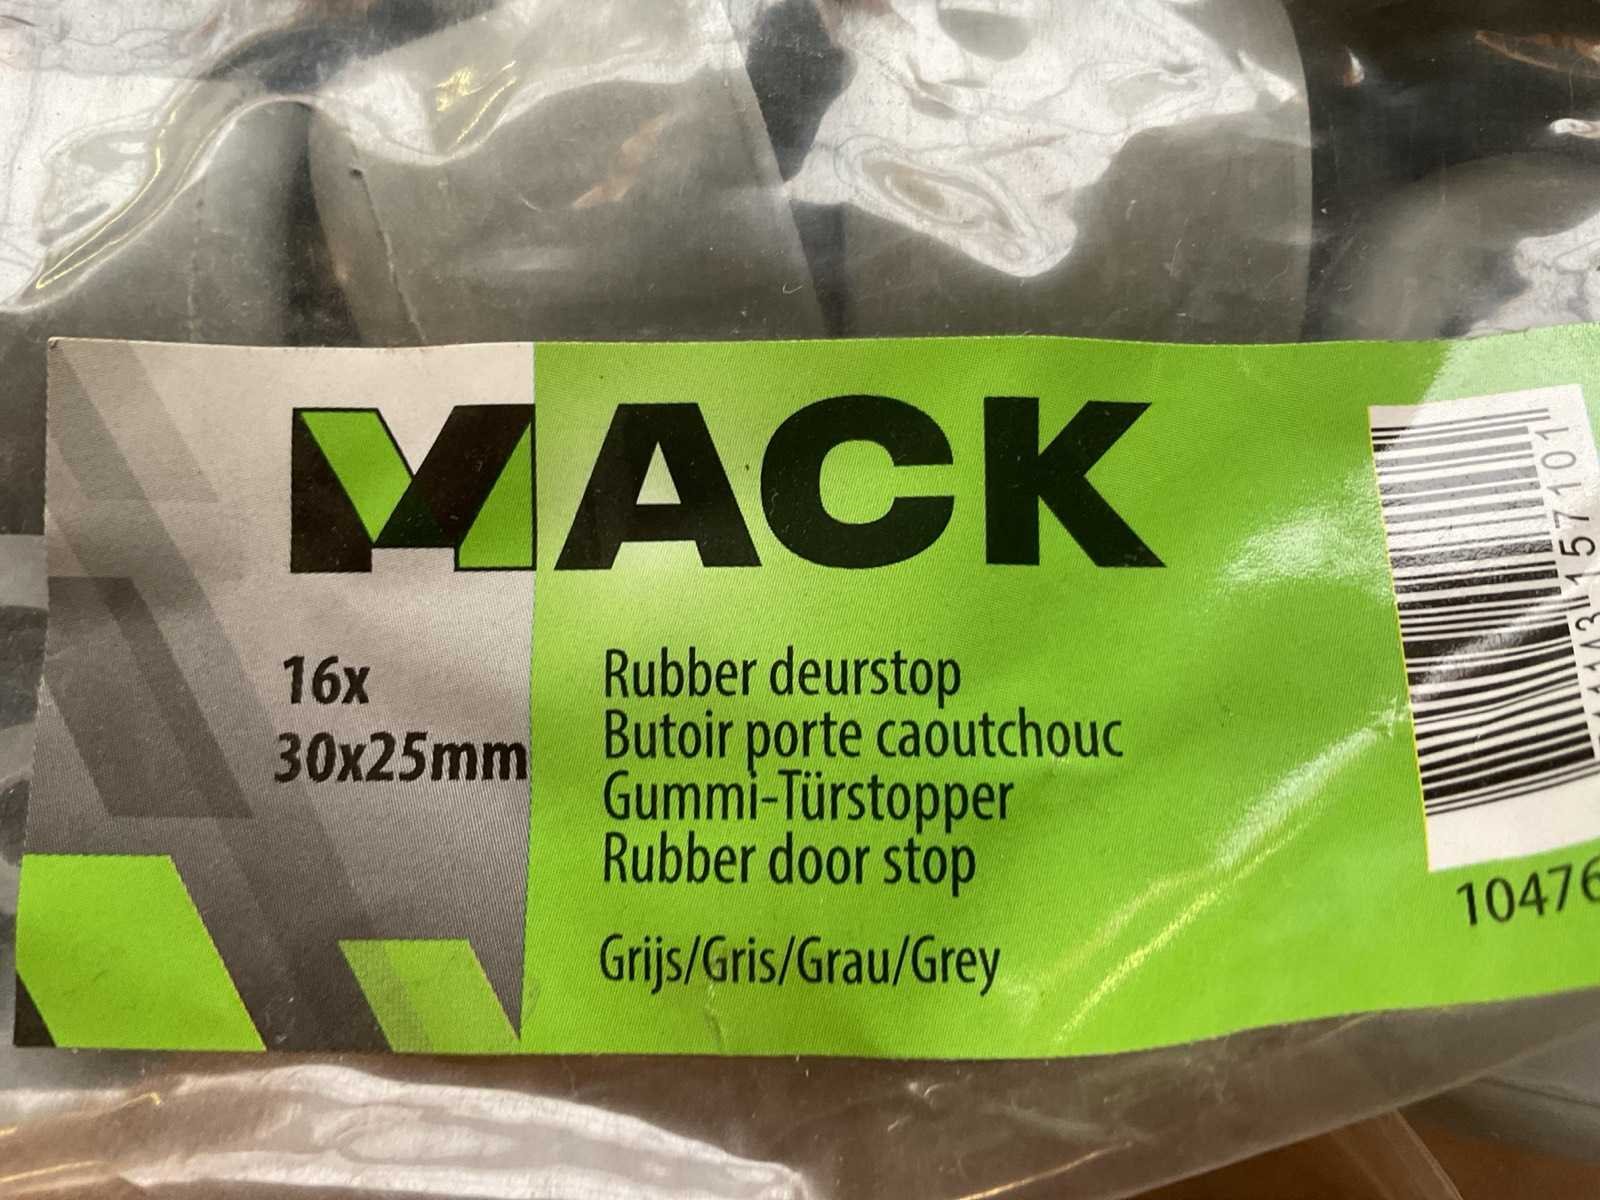 MACK
16x
30x25mm
Rubber deurstop
Butoir porte caoutchouc
Gummi-Türstopper
Rubber door stop
Grijs/Gris/Grau/Grey
10476